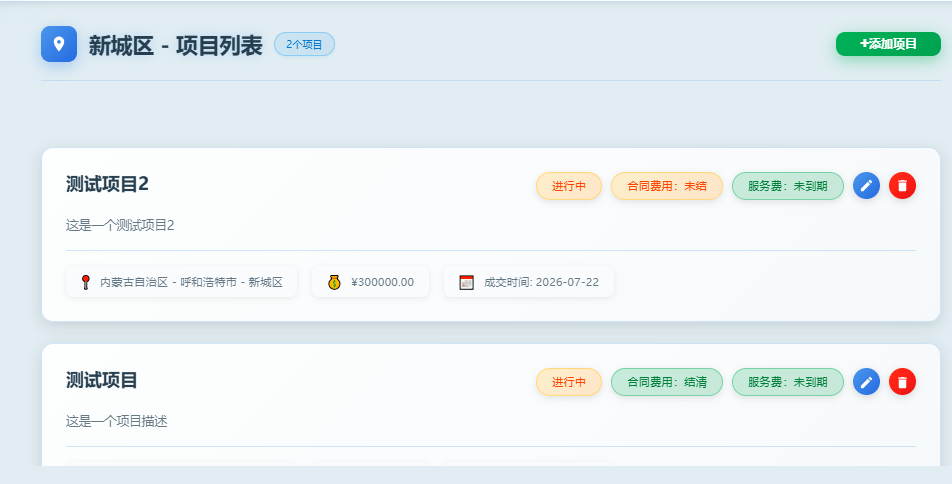 新城区 - 项目列表 2个项目 +添加项目
测试项目2 进行中 合同费用：未结 服务费：未到期
这是一个测试项目2
内蒙古自治区 - 呼和浩特市 - 新城区 ¥300000.00 成交时间: 2026-07-22
测试项目 进行中 合同费用：结清 服务费：未到期
这是一个项目描述